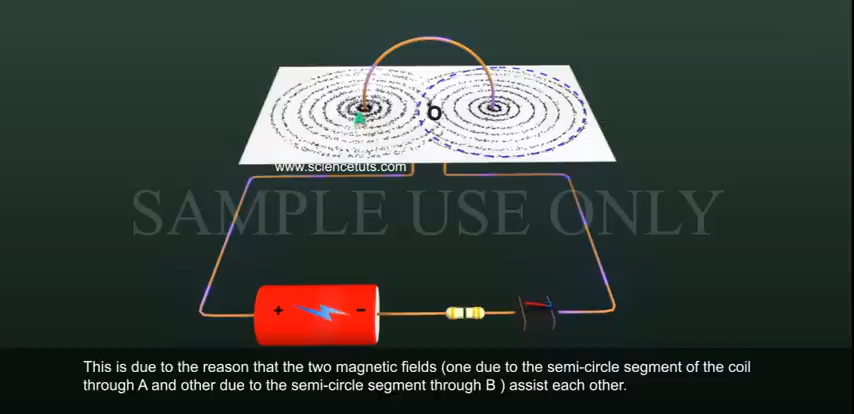 A
O
www.sciencetuts.com
SAMPLE USE ONLY
+ -
This is due to the reason that the two magnetic fields (one due to the semi-circle segment of the coil
through A and other due to the semi-circle segment through B ) assist each other.